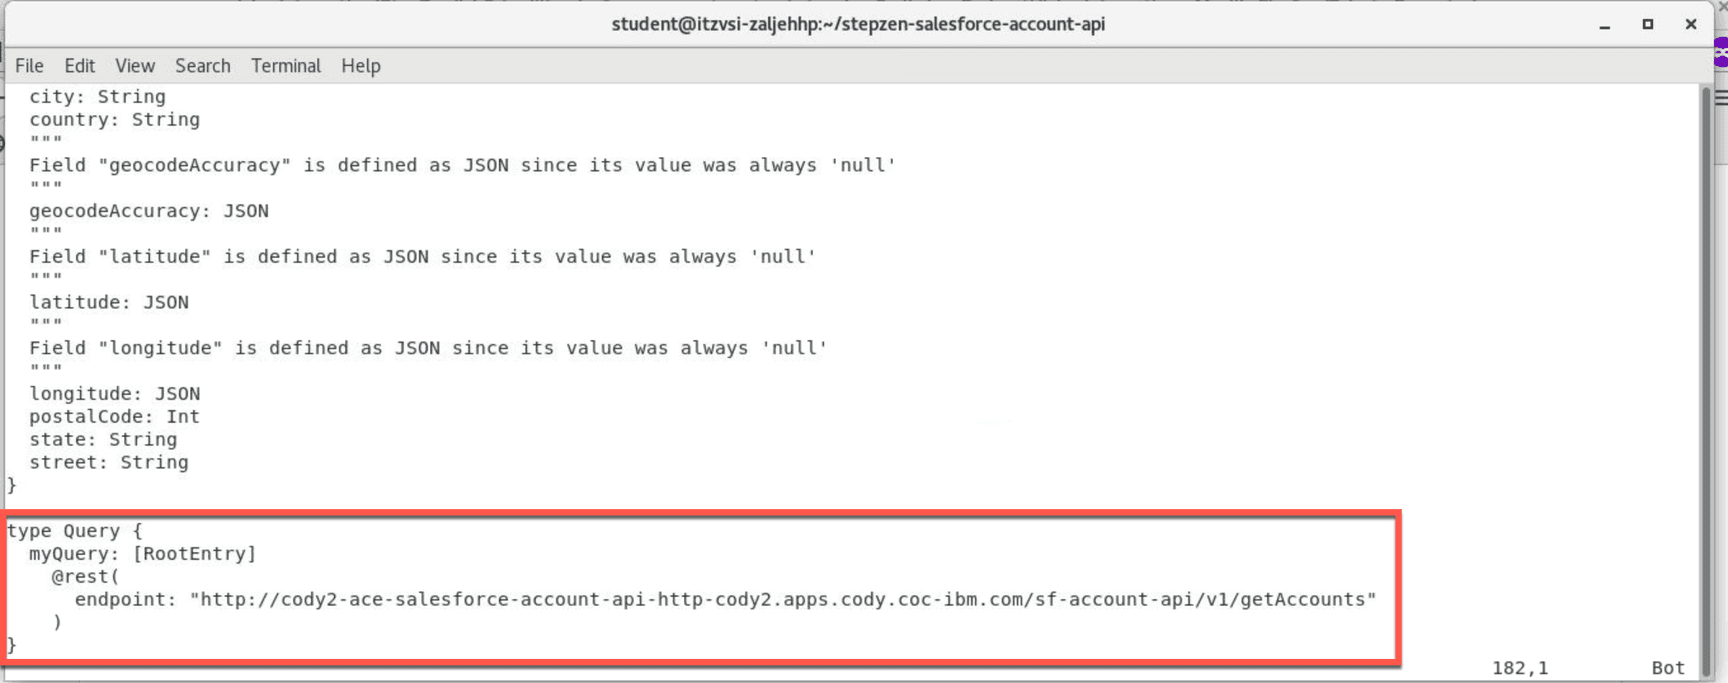 student@itzvsi-zaljehhp:~/stepzen-salesforce-account-api
File Edit View Search Terminal Help
city: String
country: String
"""
Field "geocodeAccuracy" is defined as JSON since its value was always 'null'
"""
geocodeAccuracy: JSON
"""
Field "latitude" is defined as JSON since its value was always 'null'
"""
latitude: JSON
"""
Field "longitude" is defined as JSON since its value was always 'null'
"""
longitude: JSON
postalCode: Int
state: String
street: String
}
type Query {
myQuery: [RootEntry]
@rest(
endpoint: "http://cody2-ace-salesforce-account-api-http-cody2.apps.cody.coc-ibm.com/sf-account-api/v1/getAccounts"
)
}
182,1 Bot